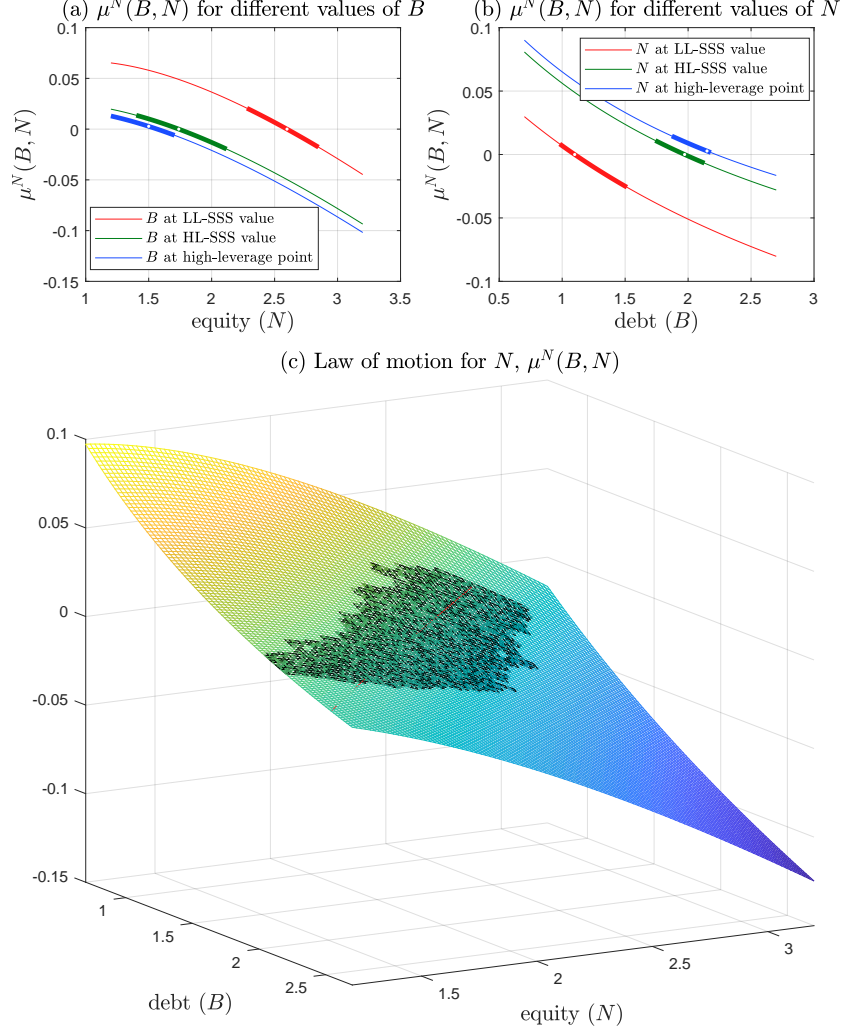 (a) μ^N(B, N) for different values of B
(b) μ^N(B, N) for different values of N
0.1
0.05
0
-0.05
-0.1
-0.15
μ^N(B, N)
B at LL-SSS value
B at HL-SSS value
B at high-leverage point
1
1.5
2
2.5
3
3.5
equity (N)
0.1
0.05
0
-0.05
-0.1
μ^N(B, N)
N at LL-SSS value
N at HL-SSS value
N at high-leverage point
0.5
1
1.5
2
2.5
3
debt (B)
(c) Law of motion for N, μ^N(B, N)
0.1
0.05
0
-0.05
-0.1
-0.15
1
1.5
2
2.5
debt (B)
1.5
2
2.5
3
equity (N)